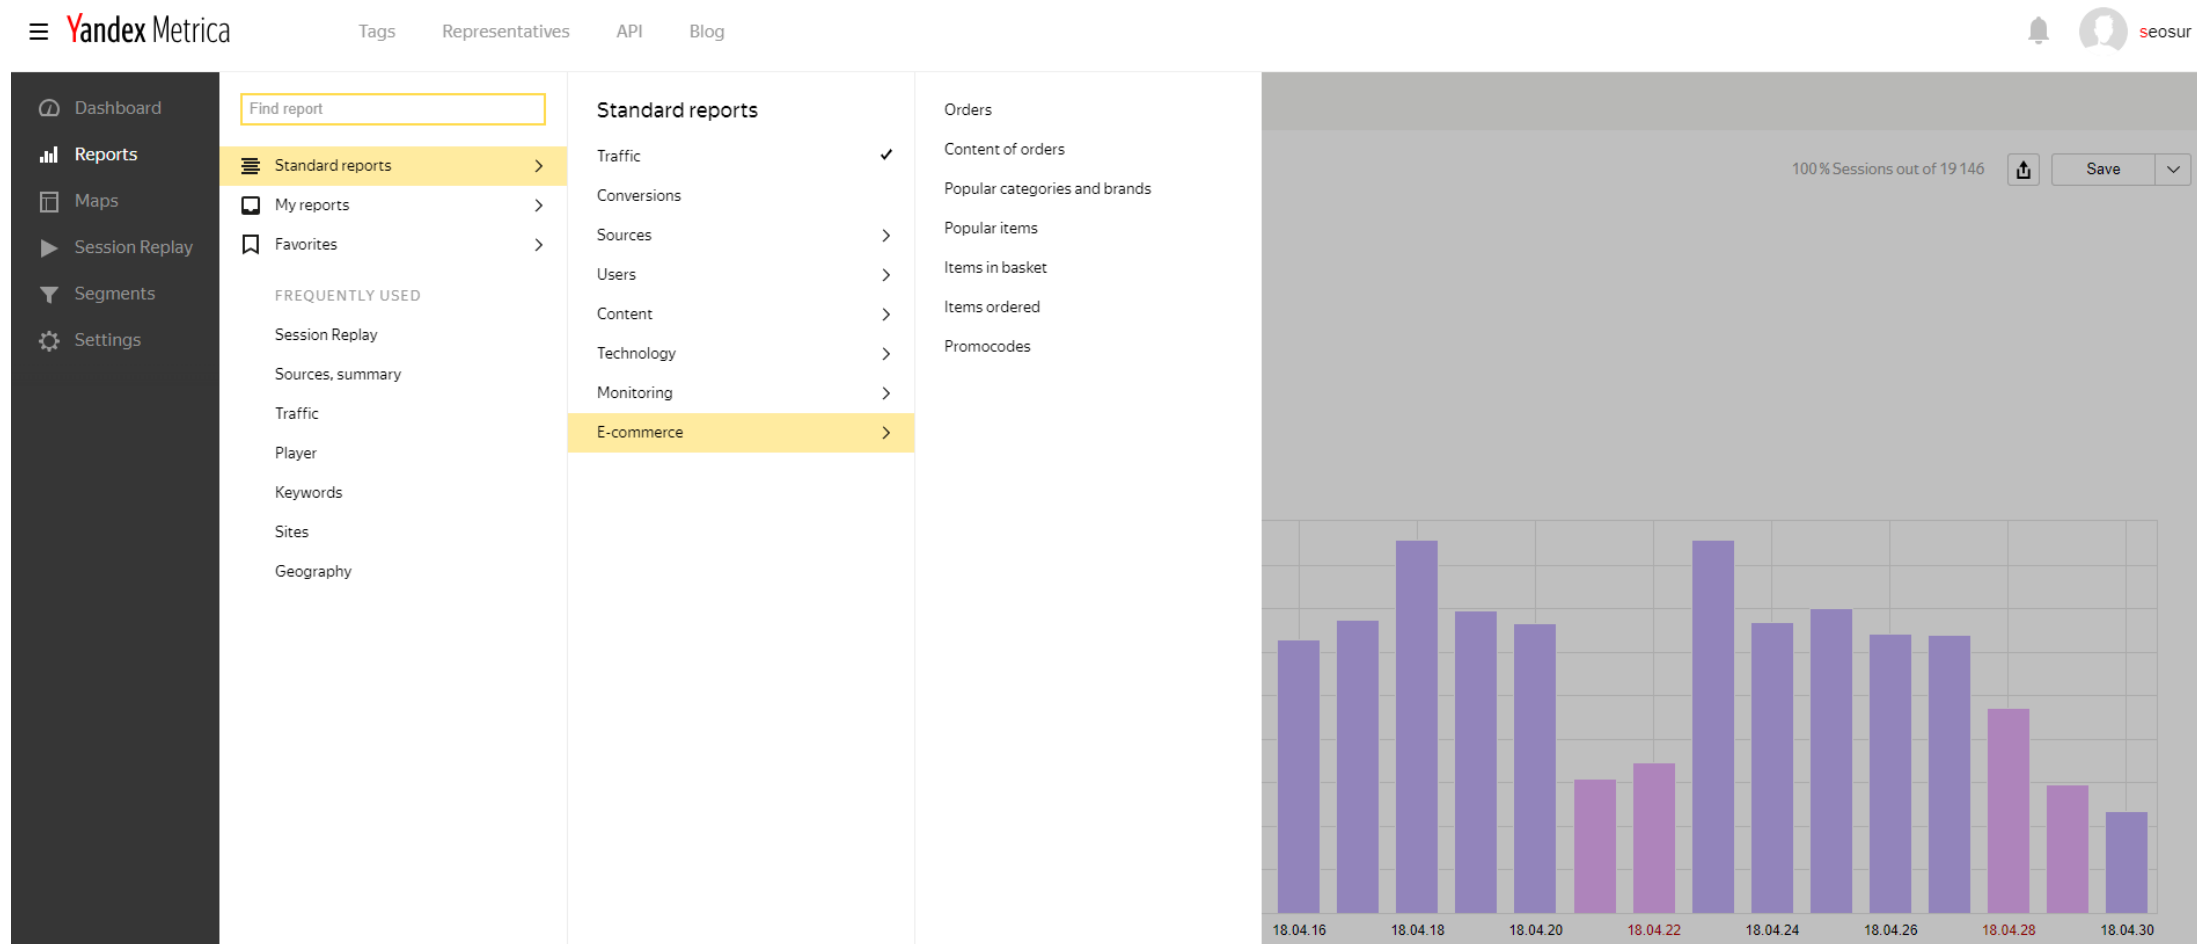 Yandex Metrica
Tags
Representatives
API
Blog
seosur
Dashboard
Reports
Maps
Session Replay
Segments
Settings
Find report
Standard reports
My reports
Favorites
FREQUENTLY USED
Session Replay
Sources, summary
Traffic
Player
Keywords
Sites
Geography
Standard reports
Traffic
Conversions
Sources
Users
Content
Technology
Monitoring
E-commerce
Orders
Content of orders
Popular categories and brands
Popular items
Items in basket
Items ordered
Promocodes
100 % Sessions out of 19 146
Save
18.04.16
18.04.18
18.04.20
18.04.22
18.04.24
18.04.26
18.04.28
18.04.30